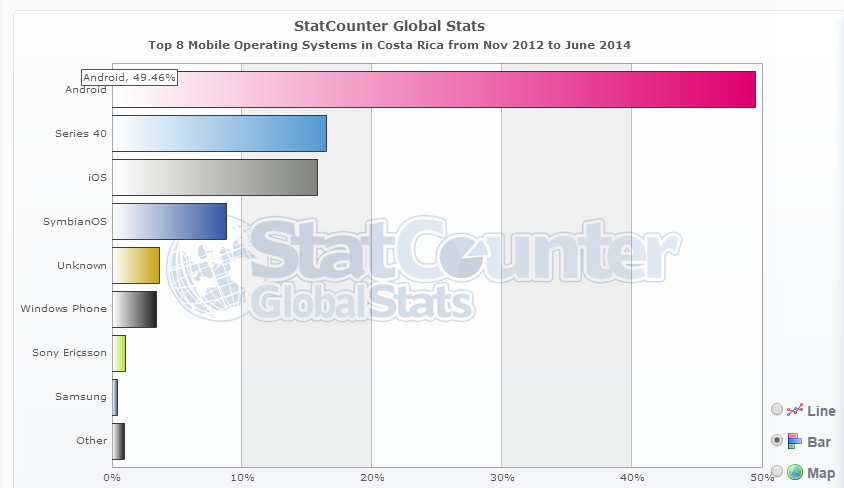 StatCounter Global Stats
Top 8 Mobile Operating Systems in Costa Rica from Nov 2012 to June 2014
Android, 49.46%
Android
Series 40
iOS
SymbianOS
StatCounter
Unknown
GlobalStats
Windows Phone
Sony Ericsson
Samsung
Line
Other
Bar
0% 10% 20% 30% 40% 50%
Map